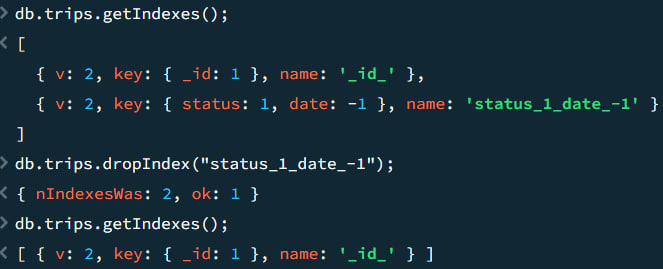 > db.trips.getIndexes();
< [
{ v: 2, key: { _id: 1 }, name: '_id_' },
{ v: 2, key: { status: 1, date: -1 }, name: 'status_1_date_-1' }
]
> db.trips.dropIndex("status_1_date_-1");
< { nIndexesWas: 2, ok: 1 }
> db.trips.getIndexes();
< [ { v: 2, key: { _id: 1 }, name: '_id_' } ]